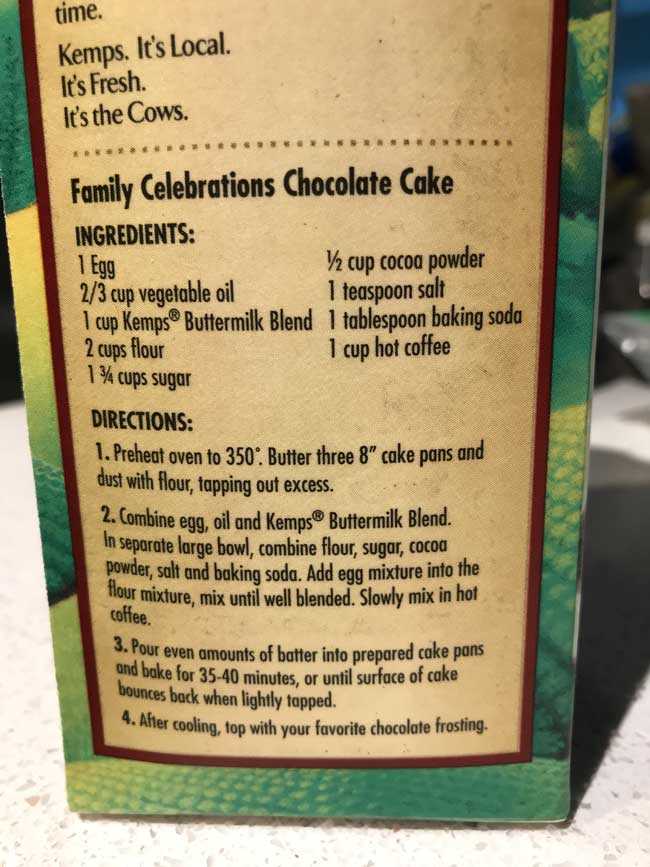 time.
Kemps. It's Local.
It's Fresh.
It's the Cows.
Family Celebrations Chocolate Cake
INGREDIENTS:
1 Egg
2/3 cup vegetable oil
1 cup Kemps® Buttermilk Blend
2 cups flour
1 ¾ cups sugar
½ cup cocoa powder
1 teaspoon salt
1 tablespoon baking soda
1 cup hot coffee
DIRECTIONS:
1. Preheat oven to 350°. Butter three 8" cake pans and
dust with flour, tapping out excess.
2. Combine egg, oil and Kemps® Buttermilk Blend.
In separate large bowl, combine flour, sugar, cocoa
powder, salt and baking soda. Add egg mixture into the
flour mixture, mix until well blended. Slowly mix in hot
coffee.
3. Pour even amounts of batter into prepared cake pans
and bake for 35-40 minutes, or until surface of cake
bounces back when lightly tapped.
4. After cooling, top with your favorite chocolate frosting.